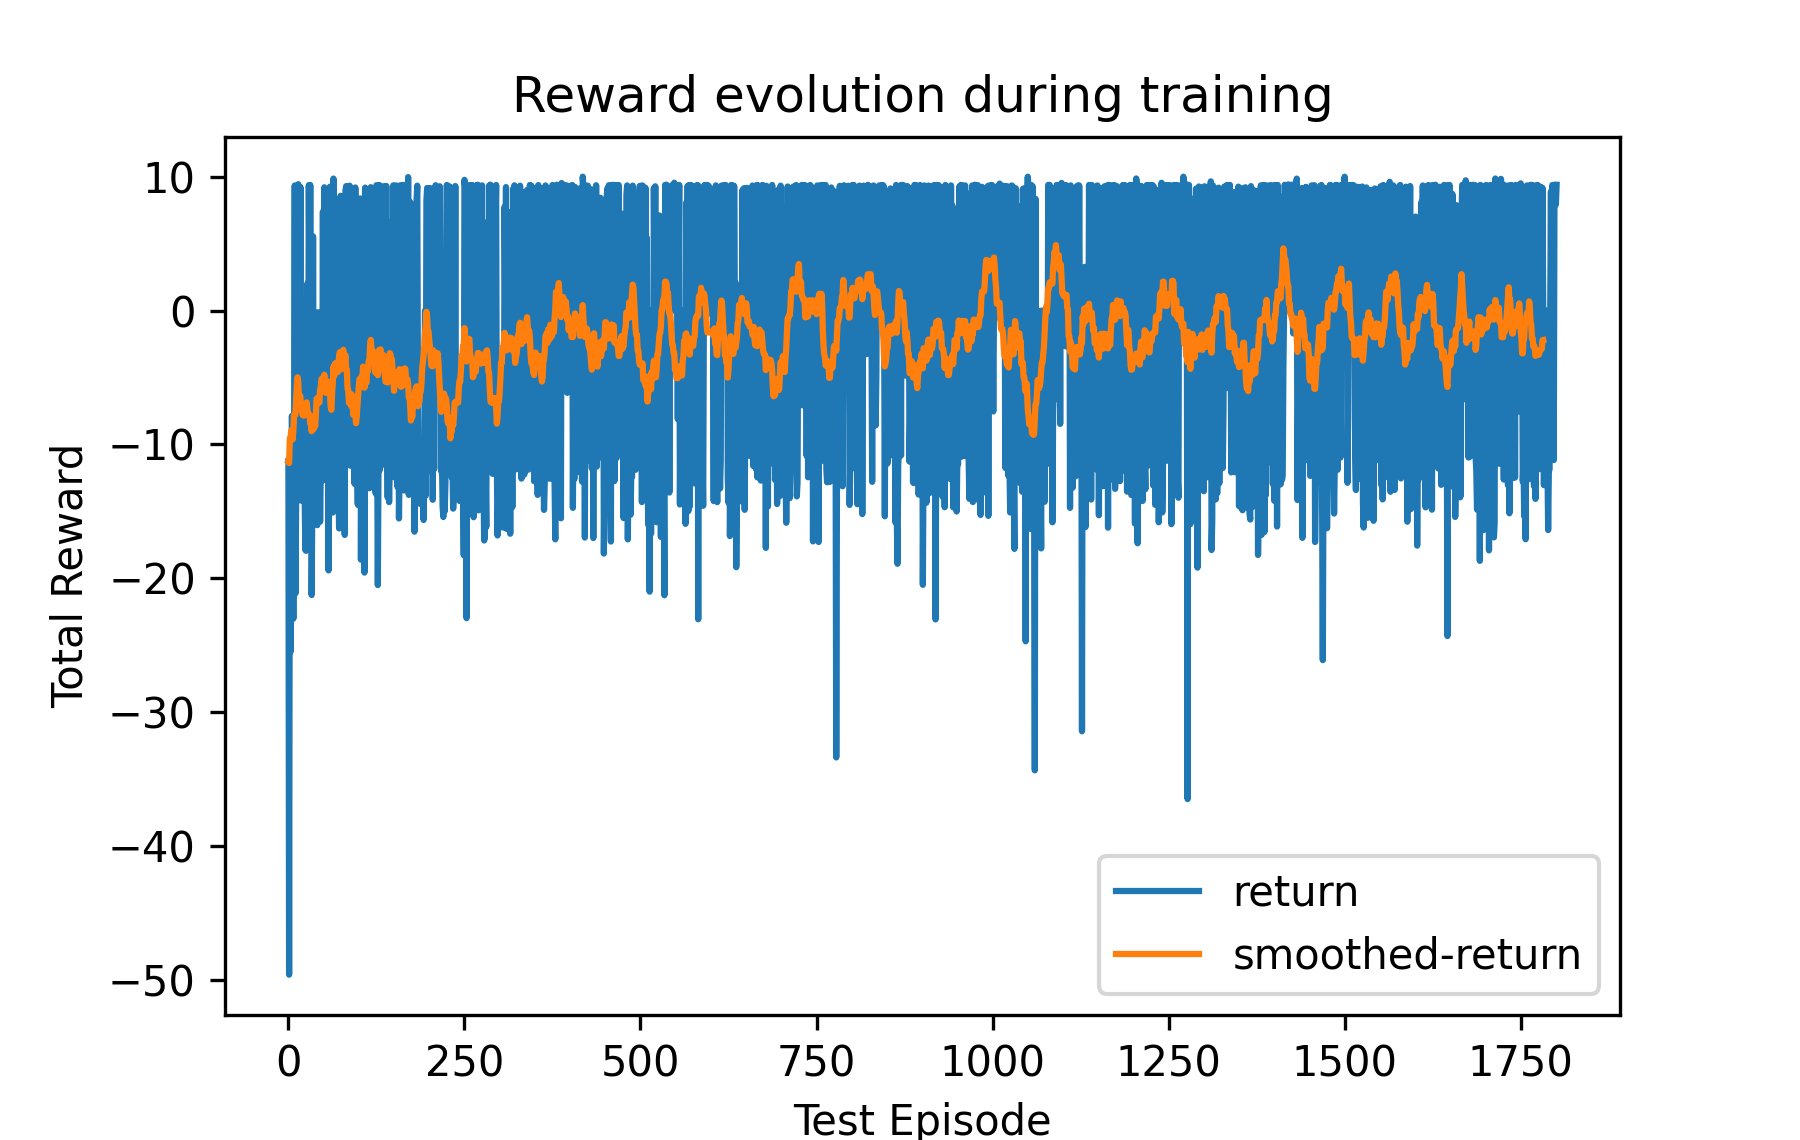 Reward evolution during training
Total Reward
10
0
−10
−20
−30
−40
−50
return
smoothed-return
0 250 500 750 1000 1250 1500 1750
Test Episode